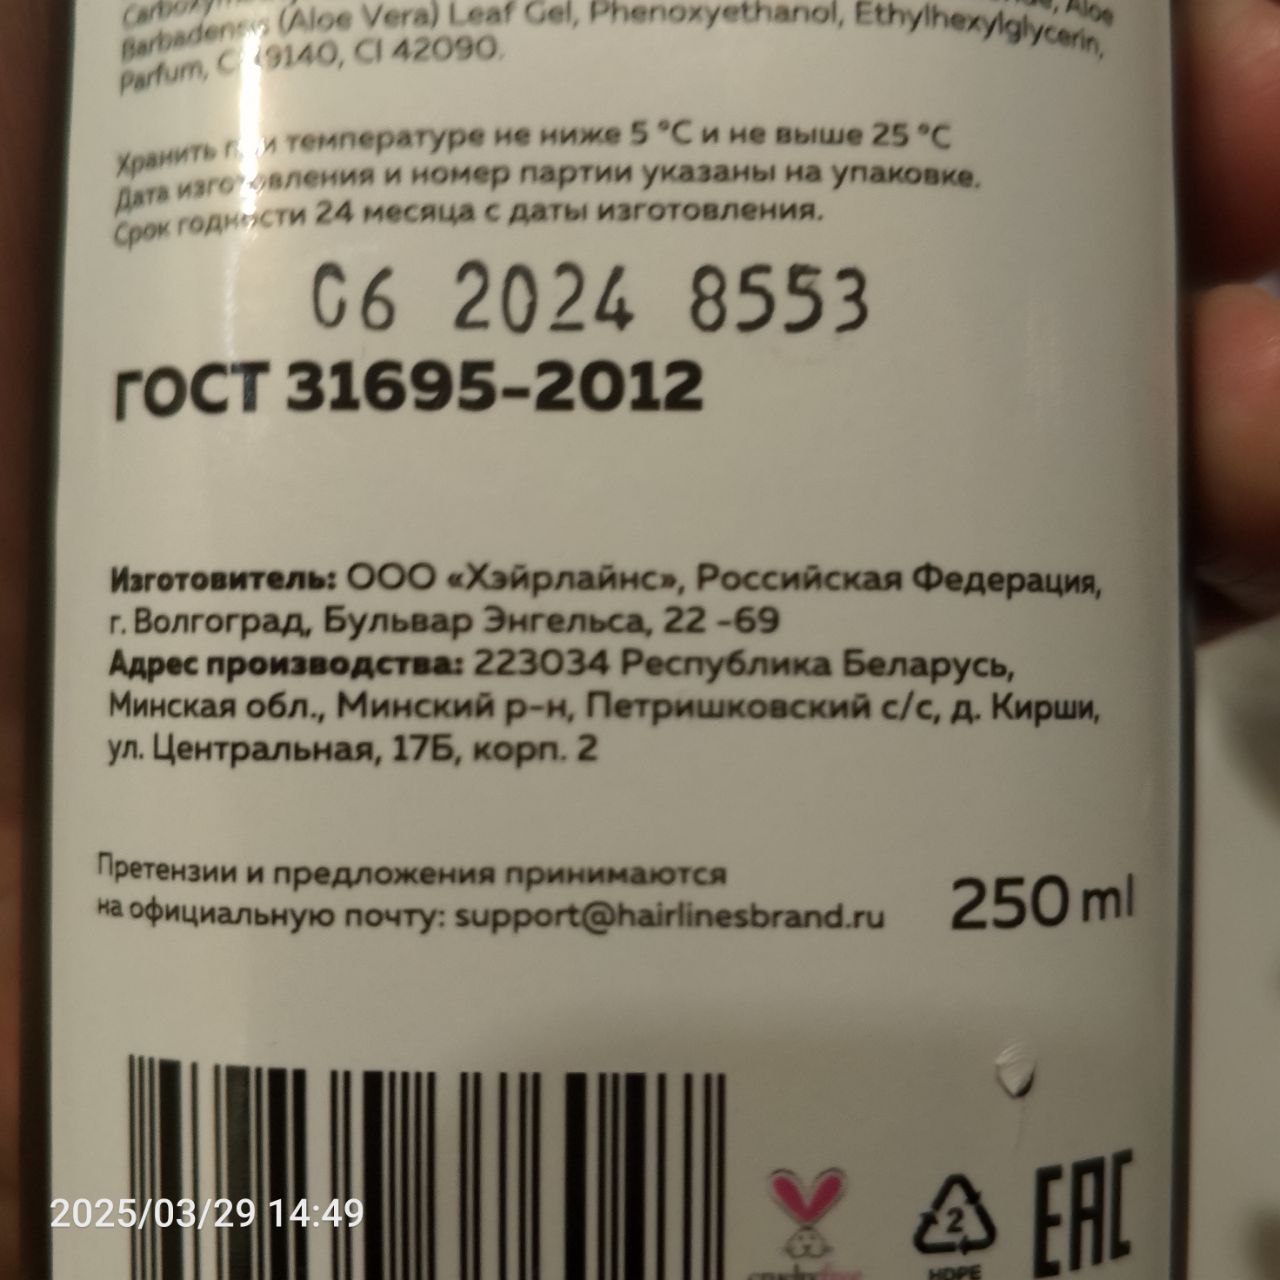 Barbadensis (Aloe Vera) Leaf Gel, Phenoxyethanol, Ethylhexylglycerin,
Parfum, CI 19140, CI 42090.
Хранить при температуре не ниже 5 °C и не выше 25 °C
Дата изготовления и номер партии указаны на упаковке.
Срок годности 24 месяца с даты изготовления.
06 2024 8553
ГОСТ 31695-2012
Изготовитель: ООО «Хэйрлайнс», Российская Федерация,
г. Волгоград, Бульвар Энгельса, 22 -69
Адрес производства: 223034 Республика Беларусь,
Минская обл., Минский р-н, Петришковский с/с, д. Кирши,
ул. Центральная, 17Б, корп. 2
Претензии и предложения принимаются
на официальную почту: support@hairlinesbrand.ru
250 ml
2025/03/29 14:49
2
HDPE
EAC